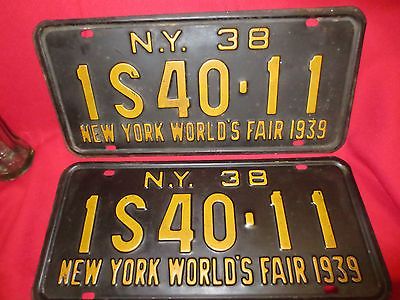 N.Y. 38
1S40·11
NEW YORK WORLD'S FAIR 1939
N.Y. 38
1S40·11
NEW YORK WORLD'S FAIR 1939